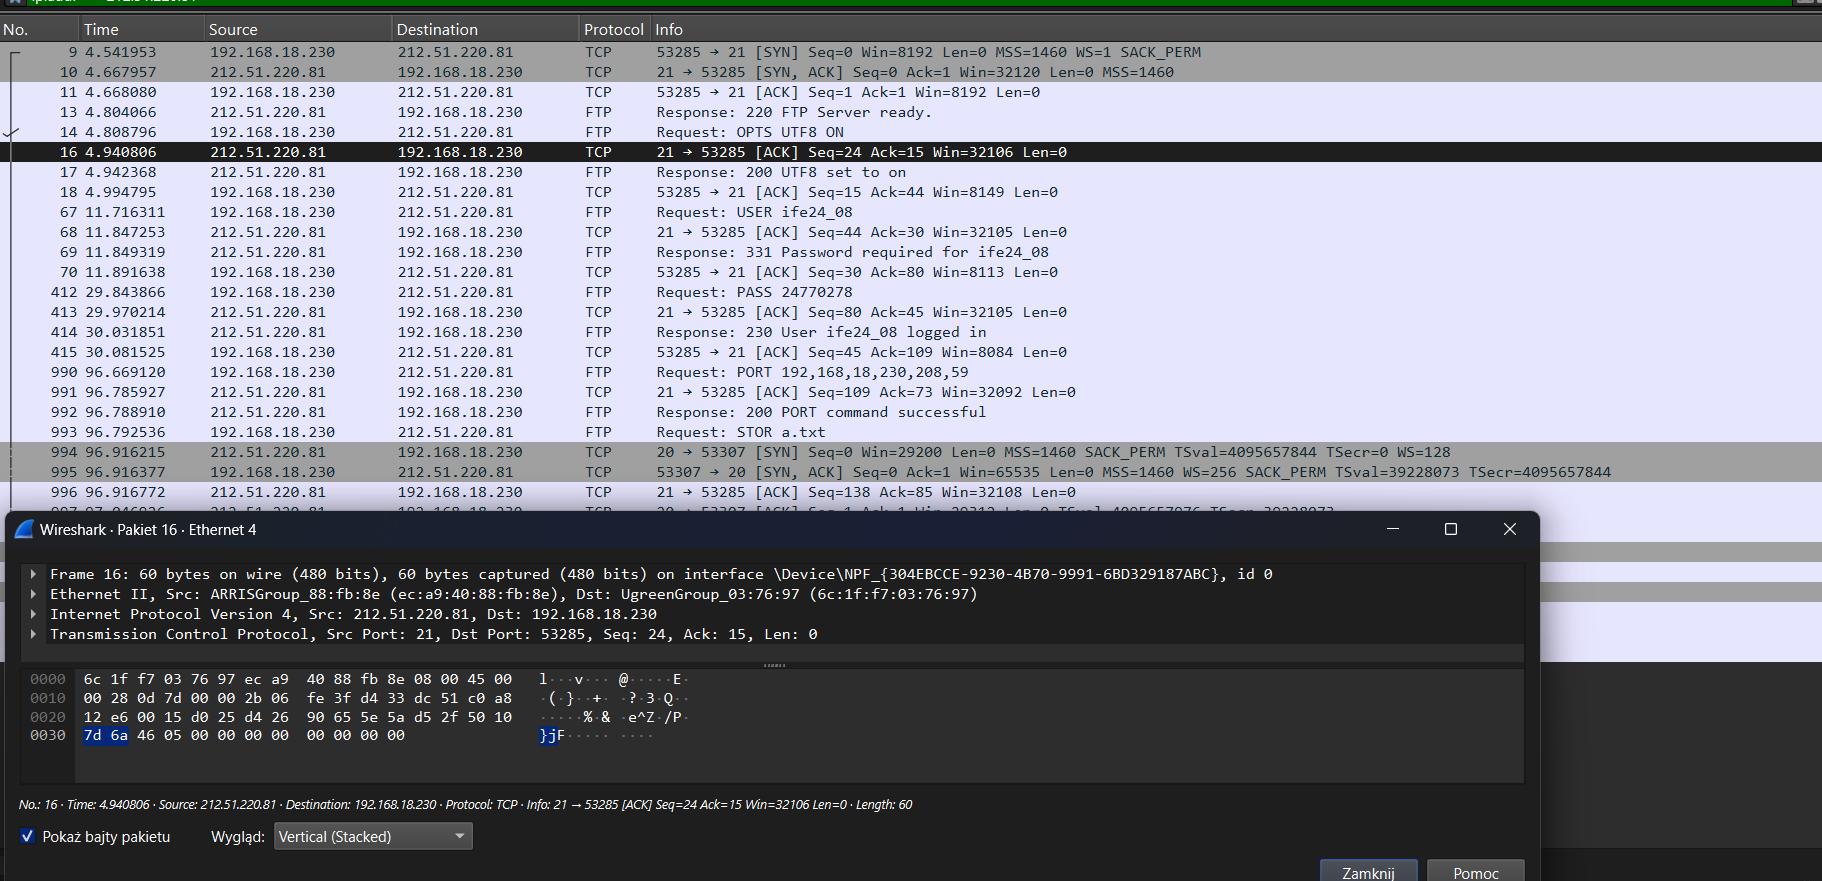 No. Time Source Destination Protocol Info
9 4.541953 192.168.18.230 212.51.220.81 TCP 53285 → 21 [SYN] Seq=0 Win=8192 Len=0 MSS=1460 WS=1 SACK_PERM
10 4.667957 212.51.220.81 192.168.18.230 TCP 21 → 53285 [SYN, ACK] Seq=0 Ack=1 Win=32120 Len=0 MSS=1460
11 4.668080 192.168.18.230 212.51.220.81 TCP 53285 → 21 [ACK] Seq=1 Ack=1 Win=8192 Len=0
13 4.804066 212.51.220.81 192.168.18.230 FTP Response: 220 FTP Server ready.
14 4.808796 192.168.18.230 212.51.220.81 FTP Request: OPTS UTF8 ON
16 4.940806 212.51.220.81 192.168.18.230 TCP 21 → 53285 [ACK] Seq=24 Ack=15 Win=32106 Len=0
17 4.942368 212.51.220.81 192.168.18.230 FTP Response: 200 UTF8 set to on
18 4.994795 192.168.18.230 212.51.220.81 TCP 53285 → 21 [ACK] Seq=15 Ack=44 Win=8149 Len=0
67 11.716311 192.168.18.230 212.51.220.81 FTP Request: USER ife24_08
68 11.847253 212.51.220.81 192.168.18.230 TCP 21 → 53285 [ACK] Seq=44 Ack=30 Win=32105 Len=0
69 11.849319 212.51.220.81 192.168.18.230 FTP Response: 331 Password required for ife24_08
70 11.891638 192.168.18.230 212.51.220.81 TCP 53285 → 21 [ACK] Seq=30 Ack=80 Win=8113 Len=0
412 29.843866 192.168.18.230 212.51.220.81 FTP Request: PASS 24770278
413 29.970214 212.51.220.81 192.168.18.230 TCP 21 → 53285 [ACK] Seq=80 Ack=45 Win=32105 Len=0
414 30.031851 212.51.220.81 192.168.18.230 FTP Response: 230 User ife24_08 logged in
415 30.081525 192.168.18.230 212.51.220.81 TCP 53285 → 21 [ACK] Seq=45 Ack=109 Win=8084 Len=0
990 96.669120 192.168.18.230 212.51.220.81 FTP Request: PORT 192,168,18,230,208,59
991 96.785927 212.51.220.81 192.168.18.230 TCP 21 → 53285 [ACK] Seq=109 Ack=73 Win=32092 Len=0
992 96.788910 212.51.220.81 192.168.18.230 FTP Response: 200 PORT command successful
993 96.792536 192.168.18.230 212.51.220.81 FTP Request: STOR a.txt
994 96.916215 212.51.220.81 192.168.18.230 TCP 20 → 53307 [SYN] Seq=0 Win=29200 Len=0 MSS=1460 SACK_PERM TSval=4095657844 TSecr=0 WS=128
995 96.916377 192.168.18.230 212.51.220.81 TCP 53307 → 20 [SYN, ACK] Seq=0 Ack=1 Win=65535 Len=0 MSS=1460 WS=256 SACK_PERM TSval=39228073 TSecr=4095657844
996 96.916772 212.51.220.81 192.168.18.230 TCP 21 → 53285 [ACK] Seq=138 Ack=85 Win=32108 Len=0
Wireshark · Pakiet 16 · Ethernet 4
Frame 16: 60 bytes on wire (480 bits), 60 bytes captured (480 bits) on interface \Device\NPF_{304EBCCE-9230-4B70-9991-6BD329187ABC}, id 0
Ethernet II, Src: ARRISGroup_88:fb:8e (ec:a9:40:88:fb:8e), Dst: UgreenGroup_03:76:97 (6c:1f:f7:03:76:97)
Internet Protocol Version 4, Src: 212.51.220.81, Dst: 192.168.18.230
Transmission Control Protocol, Src Port: 21, Dst Port: 53285, Seq: 24, Ack: 15, Len: 0
0000 6c 1f f7 03 76 97 ec a9 40 88 fb 8e 08 00 45 00 l···v··· @·····E·
0010 00 28 0d 7d 00 00 2b 06 fe 3f d4 33 dc 51 c0 a8 ·(·}··+· ·?·3·Q··
0020 12 e6 00 15 d0 25 d4 26 90 65 5e 5a d5 2f 50 10 ·····%·& ·e^Z·/P·
0030 7d 6a 46 05 00 00 00 00 00 00 00 00 }jF····· ····
No.: 16 · Time: 4.940806 · Source: 212.51.220.81 · Destination: 192.168.18.230 · Protocol: TCP · Info: 21 → 53285 [ACK] Seq=24 Ack=15 Win=32106 Len=0 · Length: 60
Pokaż bajty pakietu Wygląd: Vertical (Stacked)
Zamknij Pomoc